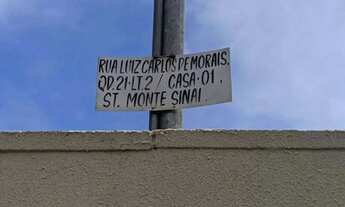 RUA LUIZ CARLOS DE MORAIS.
QD.21.LT.2 / CASA.01.
ST. MONTE SINAI.